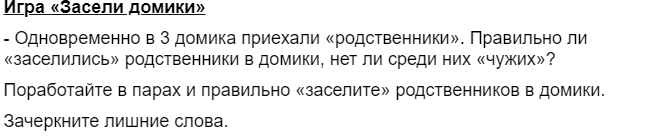 Игра «Засели домики»
- Одновременно в 3 домика приехали «родственники». Правильно ли
«заселились» родственники в домики, нет ли среди них «чужих»?
Поработайте в парах и правильно «заселите» родственников в домики.
Зачеркните лишние слова.